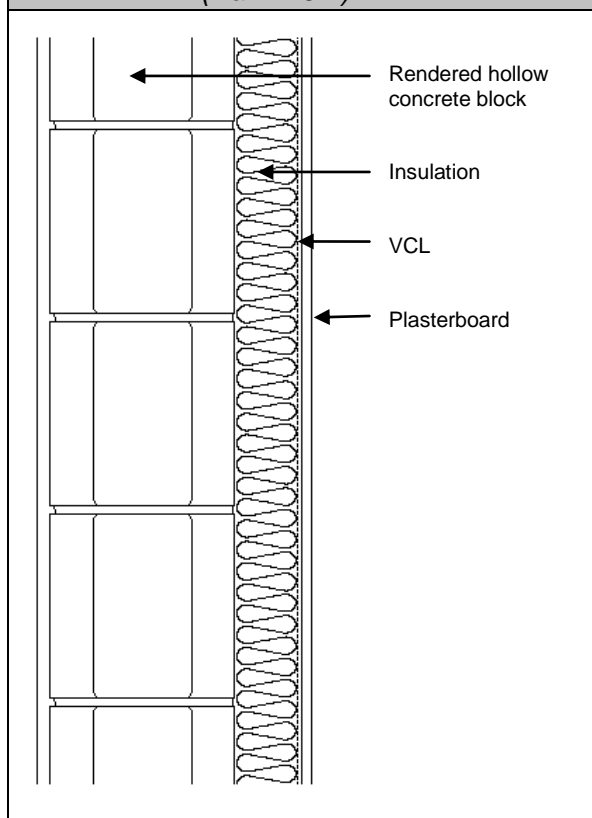 Rendered hollow
concrete block
Insulation
VCL
Plasterboard